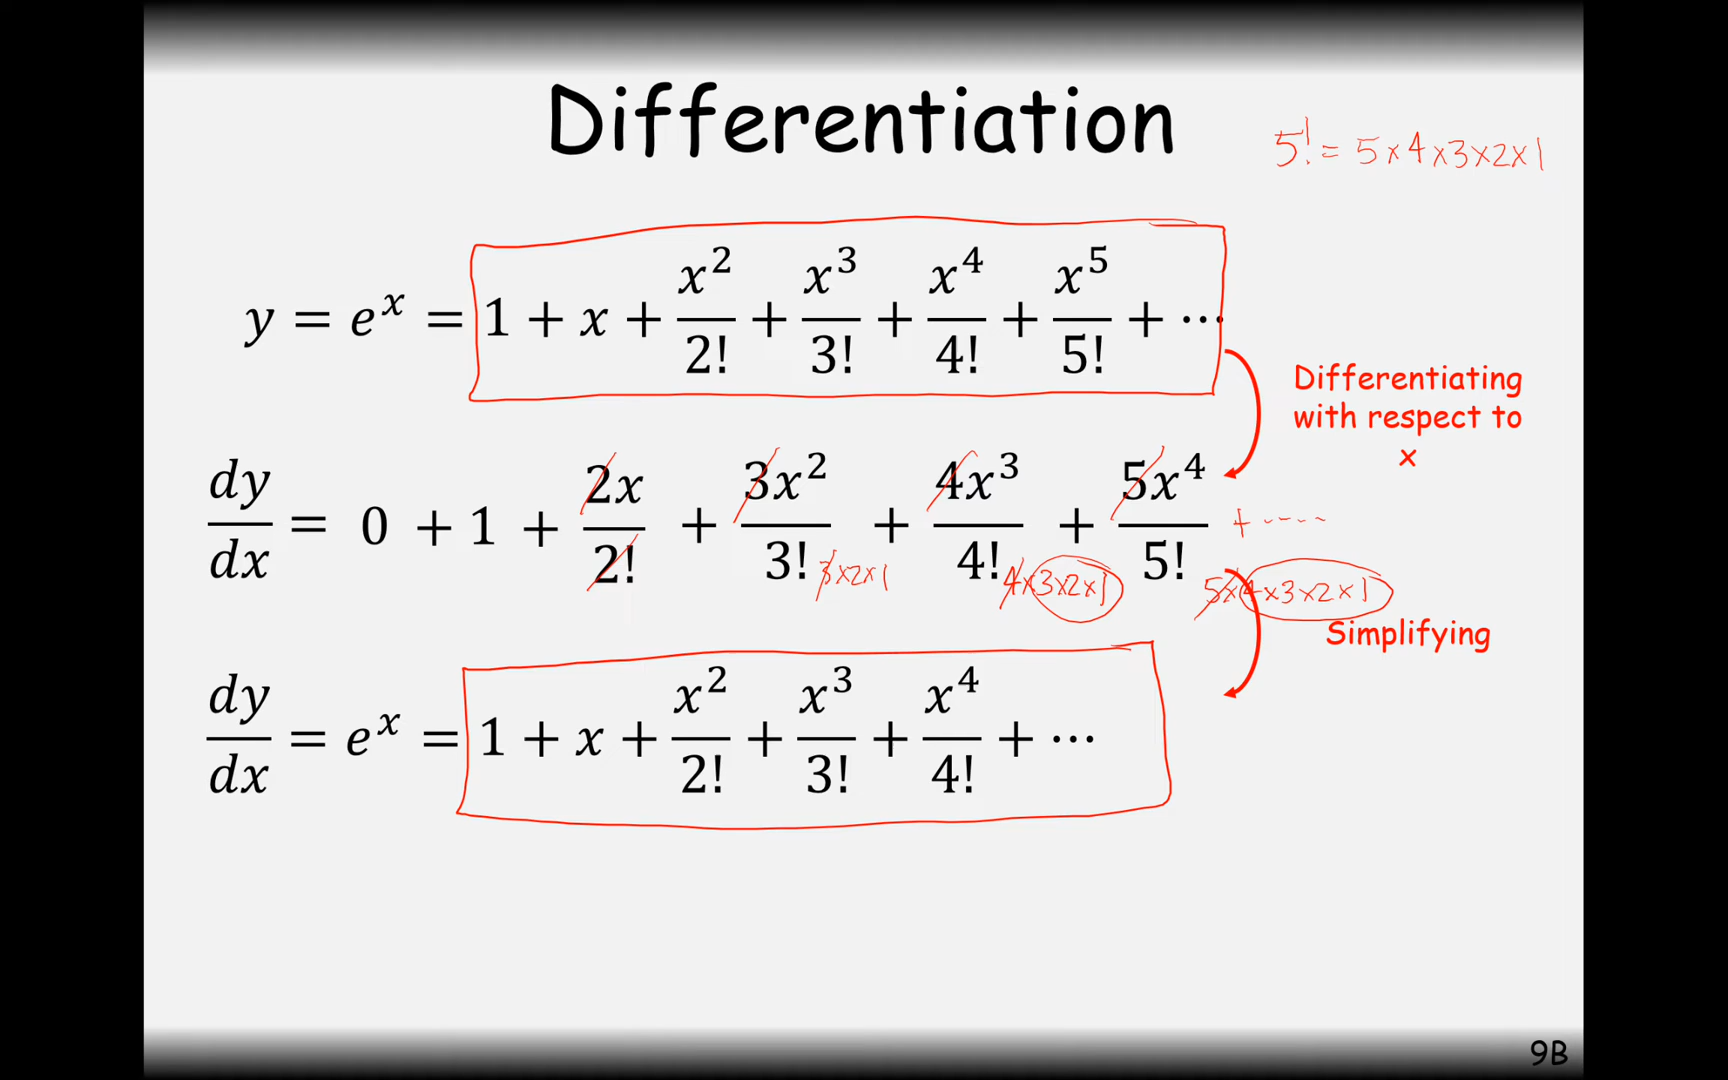 Differentiation
5! = 5×4×3×2×1
y = e^x = 1 + x + x^2/2! + x^3/3! + x^4/4! + x^5/5! + ⋯
Differentiating
with respect to
x
dy/dx = 0 + 1 + 2x/2! + 3x^2/3! + 4x^3/4! + 5x^4/5! + ·····
3×2×1
4×3×2×1
5×4×3×2×1
Simplifying
dy/dx = e^x = 1 + x + x^2/2! + x^3/3! + x^4/4! + ⋯
9B